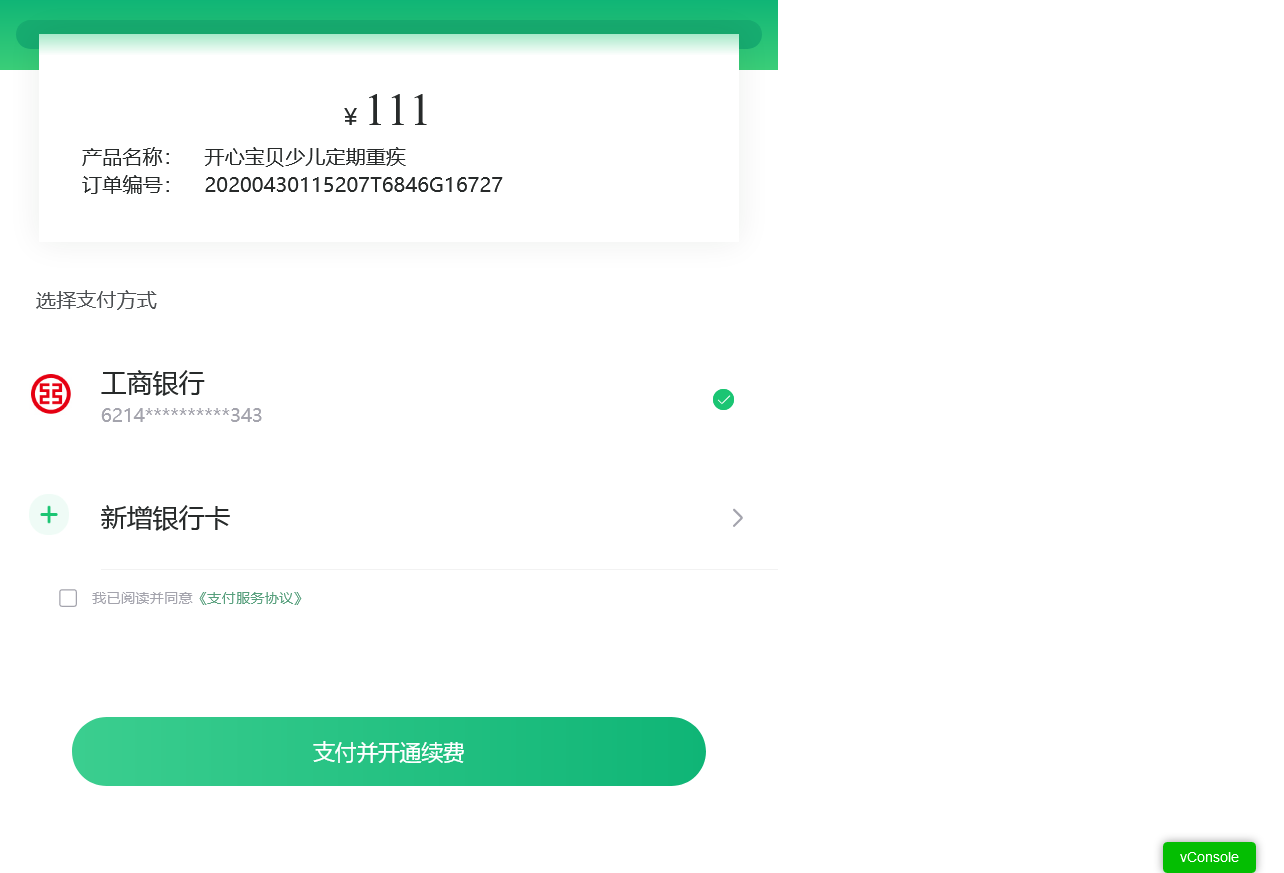 ¥ 111
产品名称： 开心宝贝少儿定期重疾
订单编号： 20200430115207T6846G16727
选择支付方式
工商银行
6214**********343
新增银行卡
我已阅读并同意《支付服务协议》
支付并开通续费
vConsole